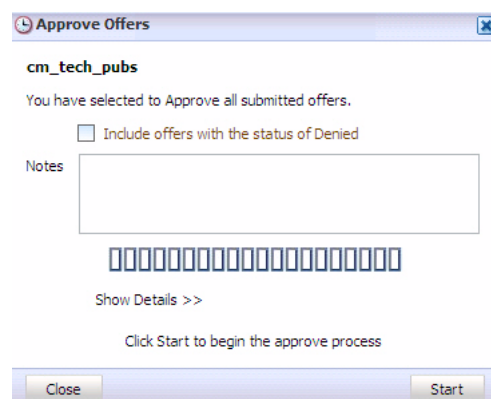 Approve Offers
cm_tech_pubs
You have selected to Approve all submitted offers.
Include offers with the status of Denied
Notes
Show Details >>
Click Start to begin the approve process
Close
Start